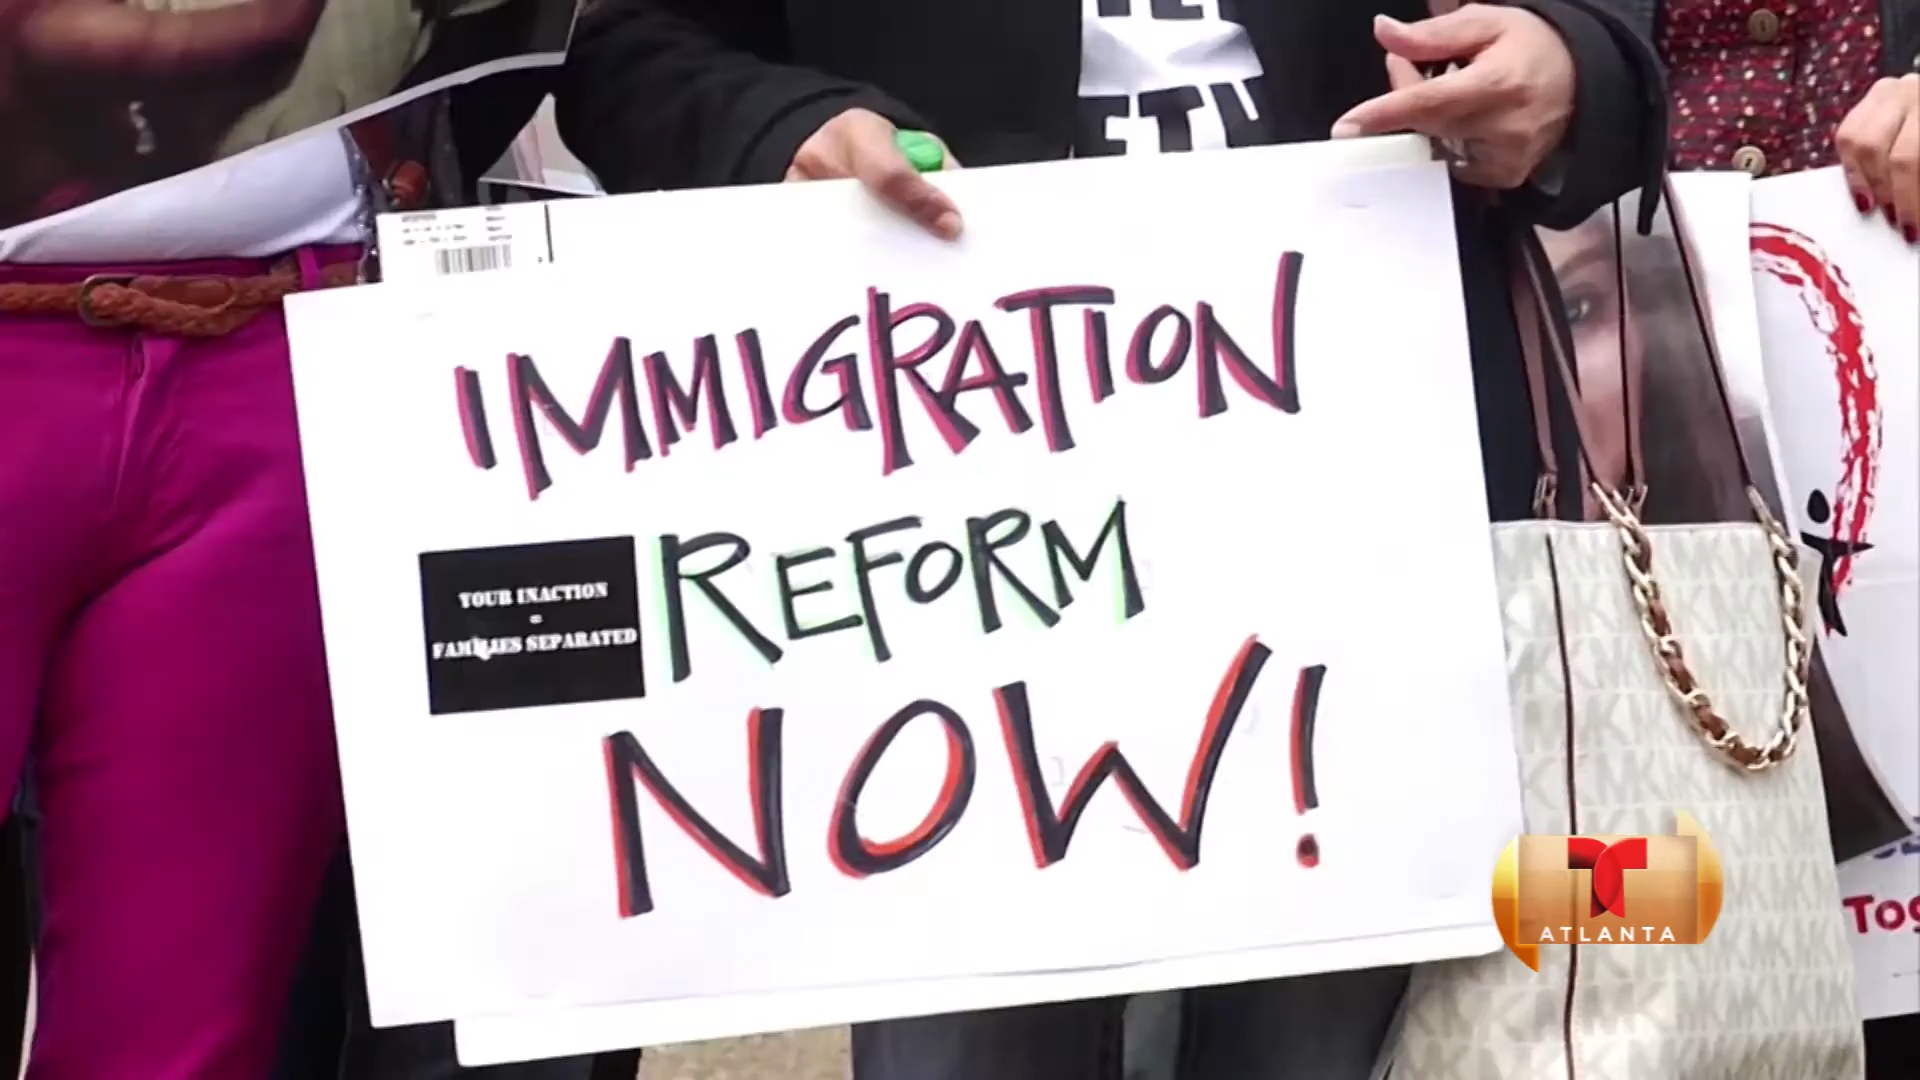 IMMIGRATION
REFORM
NOW!
YOUR INACTION
=
FAMILIES SEPARATED
ATLANTA